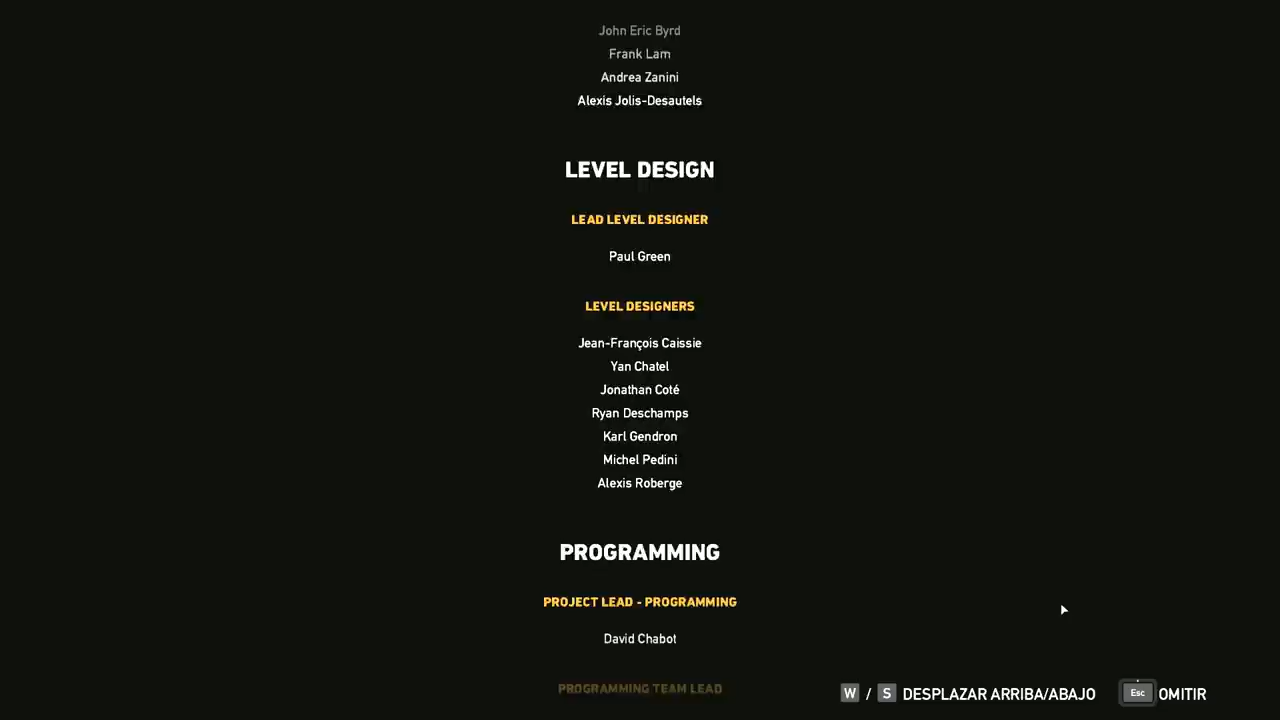 John Eric Byrd
Frank Lam
Andrea Zanini
Alexis Jolis-Desautels
LEVEL DESIGN
LEAD LEVEL DESIGNER
Paul Green
LEVEL DESIGNERS
Jean-François Caissie
Yan Chatel
Jonathan Coté
Ryan Deschamps
Karl Gendron
Michel Pedini
Alexis Roberge
PROGRAMMING
PROJECT LEAD - PROGRAMMING
David Chabot
PROGRAMMING TEAM LEAD
W / S DESPLAZAR ARRIBA/ABAJO Esc OMITIR